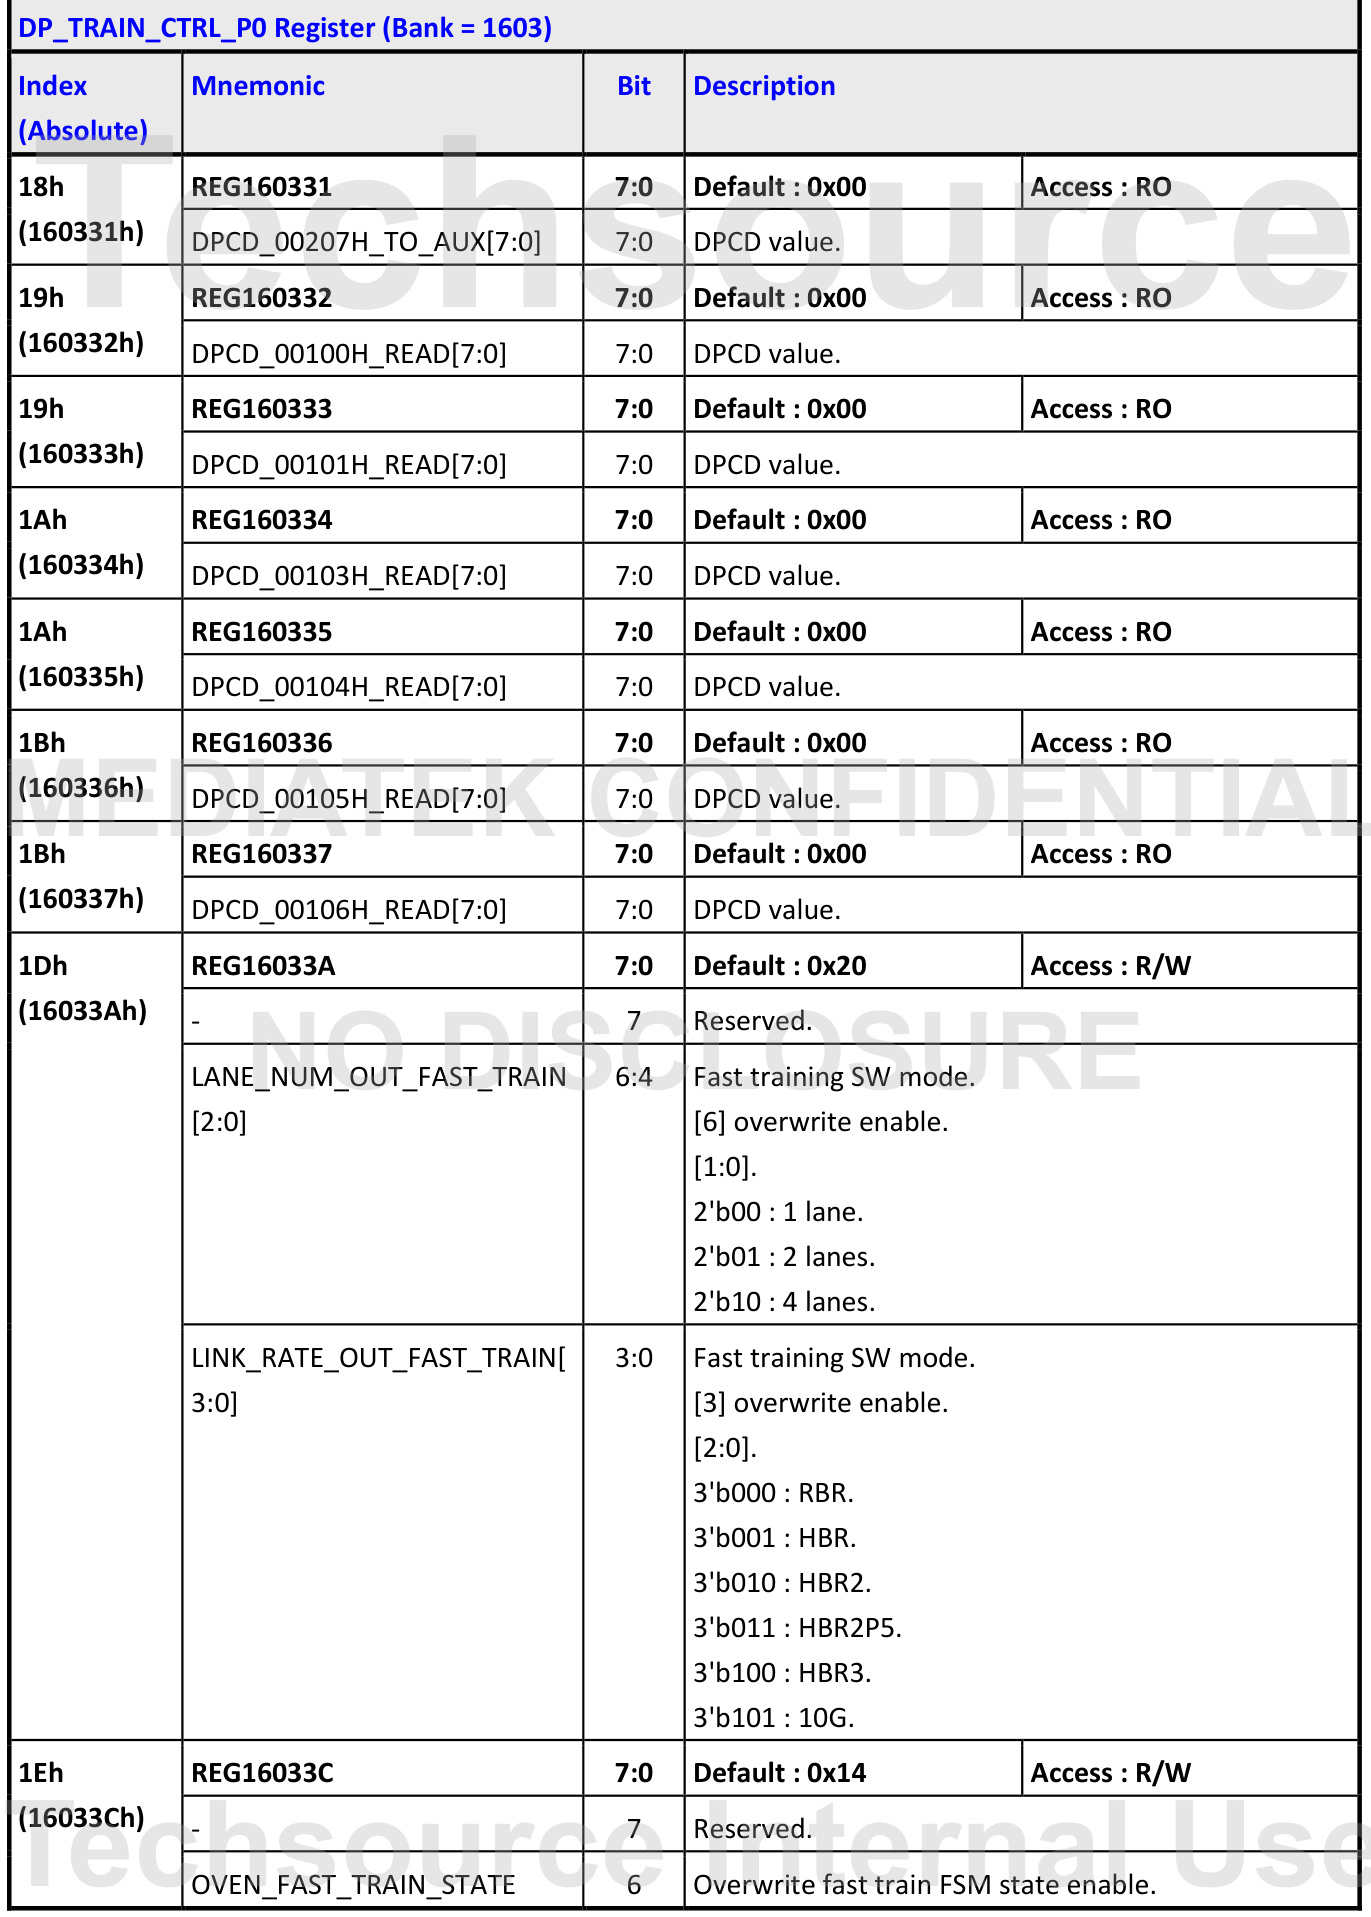 DP_TRAIN_CTRL_P0 Register (Bank = 1603)
Index (Absolute) Mnemonic Bit Description
18h (160331h) REG160331 7:0 Default : 0x00 Access : RO
DPCD_00207H_TO_AUX[7:0] 7:0 DPCD value.
19h (160332h) REG160332 7:0 Default : 0x00 Access : RO
DPCD_00100H_READ[7:0] 7:0 DPCD value.
19h (160333h) REG160333 7:0 Default : 0x00 Access : RO
DPCD_00101H_READ[7:0] 7:0 DPCD value.
1Ah (160334h) REG160334 7:0 Default : 0x00 Access : RO
DPCD_00103H_READ[7:0] 7:0 DPCD value.
1Ah (160335h) REG160335 7:0 Default : 0x00 Access : RO
DPCD_00104H_READ[7:0] 7:0 DPCD value.
1Bh (160336h) REG160336 7:0 Default : 0x00 Access : RO
DPCD_00105H_READ[7:0] 7:0 DPCD value.
1Bh (160337h) REG160337 7:0 Default : 0x00 Access : RO
DPCD_00106H_READ[7:0] 7:0 DPCD value.
1Dh (16033Ah) REG16033A 7:0 Default : 0x20 Access : R/W
- 7 Reserved.
LANE_NUM_OUT_FAST_TRAIN 6:4 Fast training SW mode.
[2:0] [6] overwrite enable.
[1:0].
2'b00 : 1 lane.
2'b01 : 2 lanes.
2'b10 : 4 lanes.
LINK_RATE_OUT_FAST_TRAIN[ 3:0 Fast training SW mode.
3:0] [3] overwrite enable.
[2:0].
3'b000 : RBR.
3'b001 : HBR.
3'b010 : HBR2.
3'b011 : HBR2P5.
3'b100 : HBR3.
3'b101 : 10G.
1Eh (16033Ch) REG16033C 7:0 Default : 0x14 Access : R/W
- 7 Reserved.
OVEN_FAST_TRAIN_STATE 6 Overwrite fast train FSM state enable.
Techsource
MEDIATEK CONFIDENTIAL
NO DISCLOSURE
Techsource Internal Use